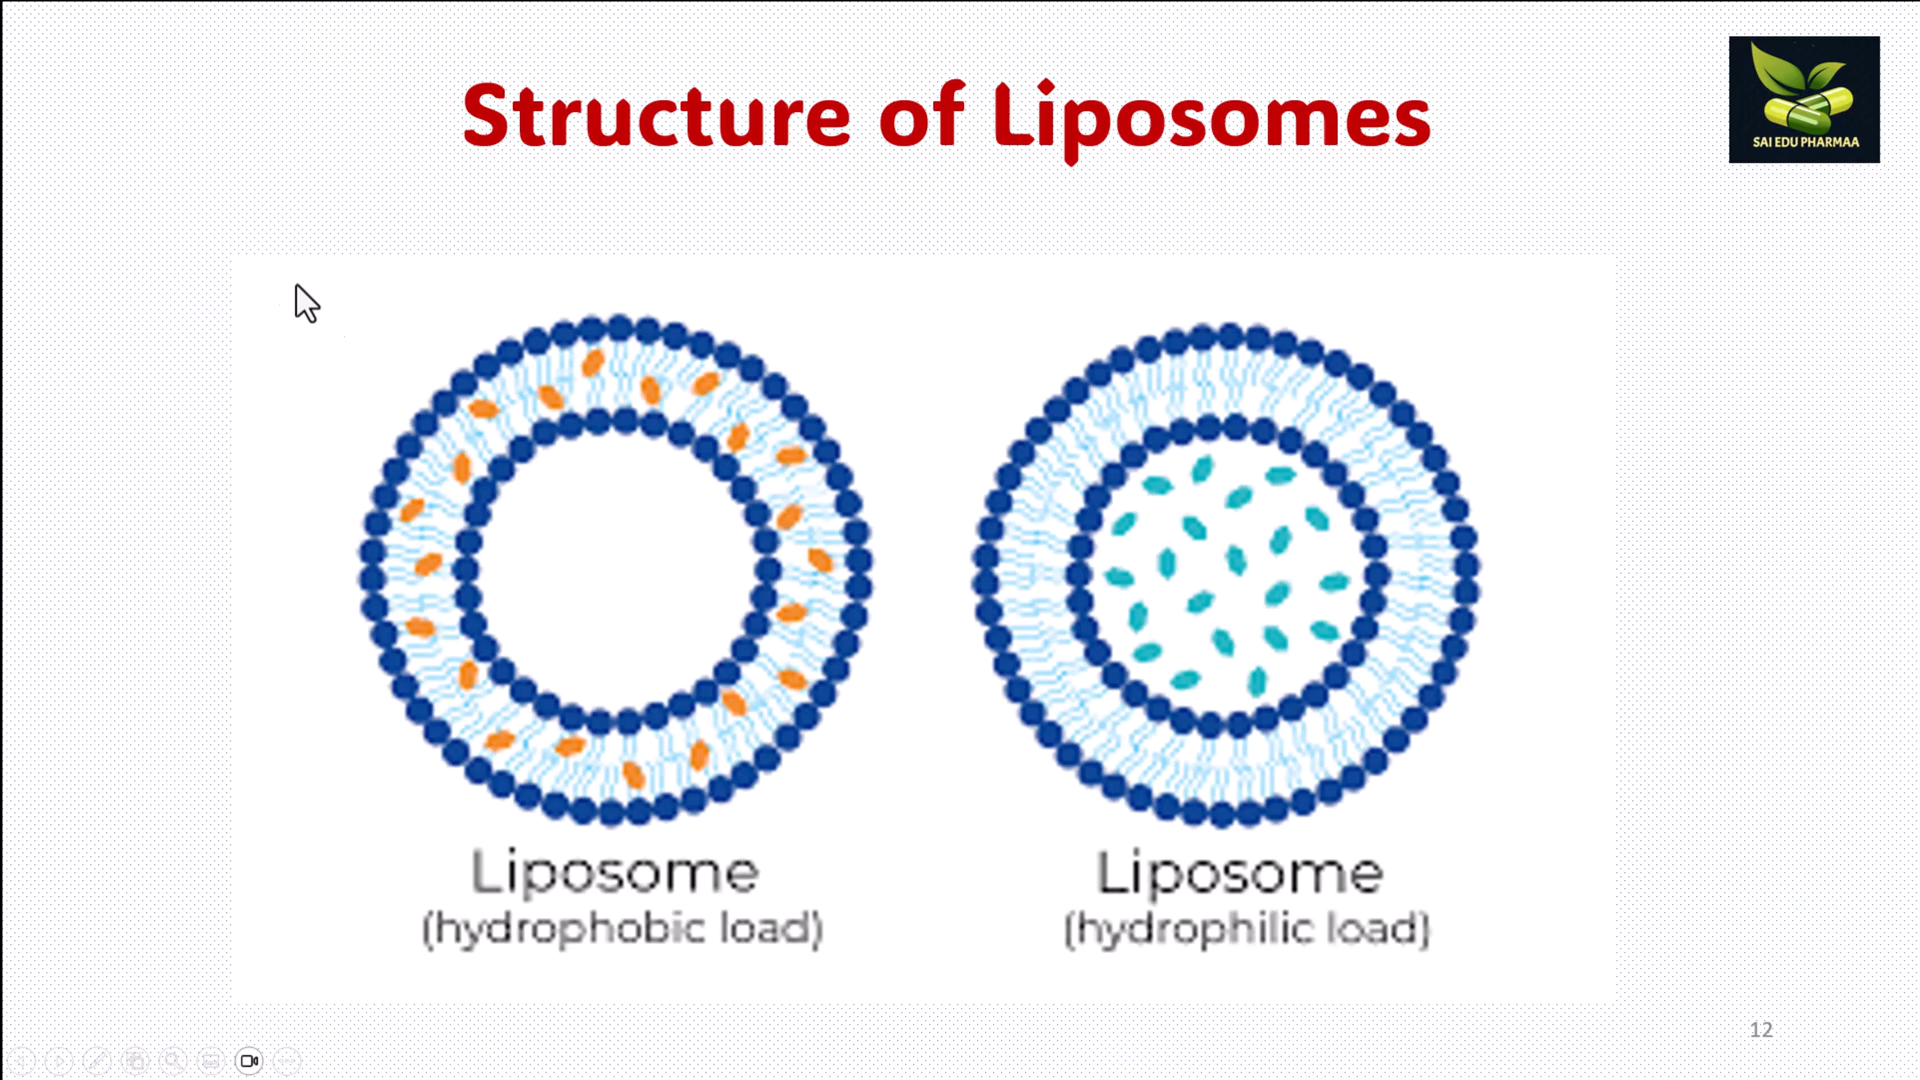 Structure of Liposomes
SAI EDU PHARMAA
Liposome
(hydrophobic load)
Liposome
(hydrophilic load)
12